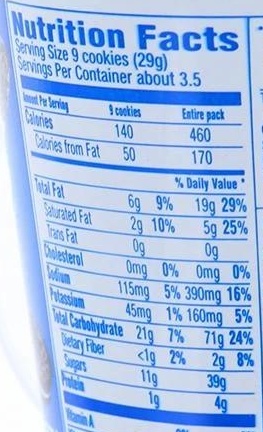 Nutrition Facts
Serving Size 9 cookies (29g)
Servings Per Container about 3.5
Amount Per Serving 9 cookies Entire pack
Calories 140 460
Calories from Fat 50 170
% Daily Value*
Total Fat 6g 9% 19g 29%
Saturated Fat 2g 10% 5g 25%
Trans Fat 0g 0g
Cholesterol 0mg 0% 0mg 0%
Sodium 115mg 5% 390mg 16%
Potassium 45mg 1% 160mg 5%
Total Carbohydrate 21g 7% 71g 24%
Dietary Fiber <1g 2% 2g 8%
Sugars 11g 39g
Protein 1g 4g
Vitamin A